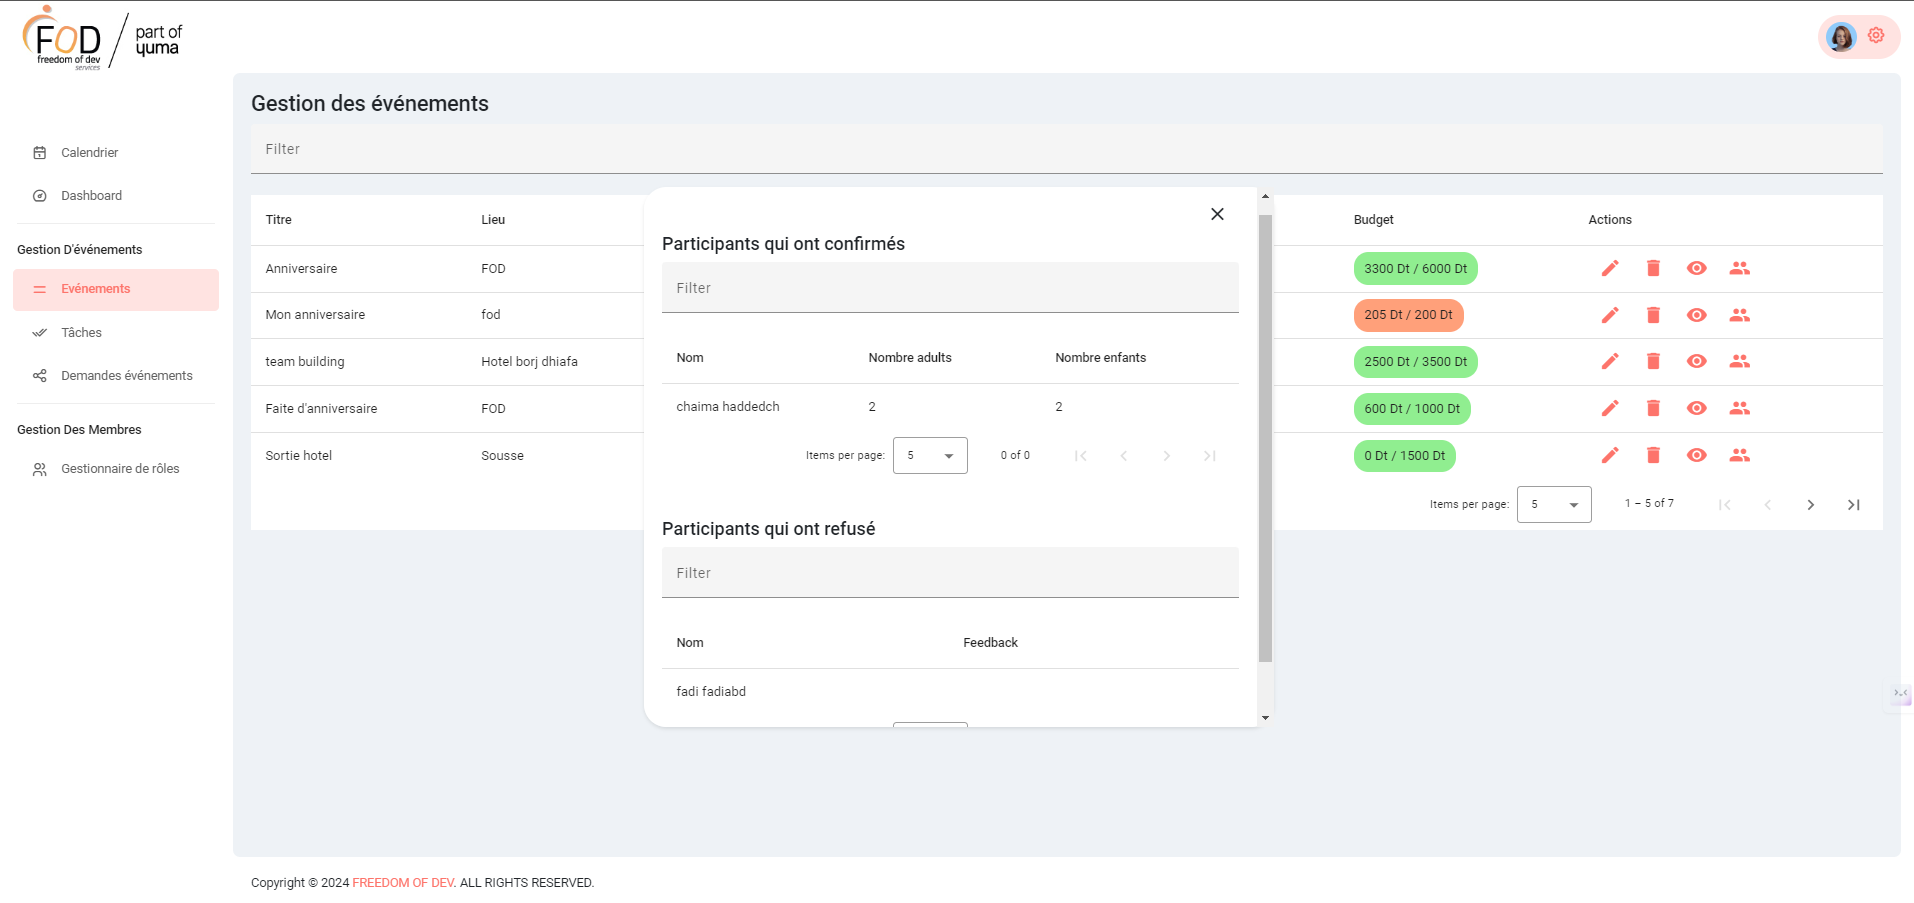 FOD
freedom of dev
services
part of
yuma
Calendrier
Dashboard
Gestion D'événements
Evénements
Tâches
Demandes événements
Gestion Des Membres
Gestionnaire de rôles
Gestion des événements
Filter
Titre Lieu Budget Actions
Anniversaire FOD 3300 Dt / 6000 Dt
Mon anniversaire fod 205 Dt / 200 Dt
team building Hotel borj dhiafa 2500 Dt / 3500 Dt
Faite d'anniversaire FOD 600 Dt / 1000 Dt
Sortie hotel Sousse 0 Dt / 1500 Dt
Items per page: 5 1 – 5 of 7
Participants qui ont confirmés
Filter
Nom Nombre adults Nombre enfants
chaima haddedch 2 2
Items per page: 5 0 of 0
Participants qui ont refusé
Filter
Nom Feedback
fadi fadiabd
Copyright © 2024 FREEDOM OF DEV. ALL RIGHTS RESERVED.